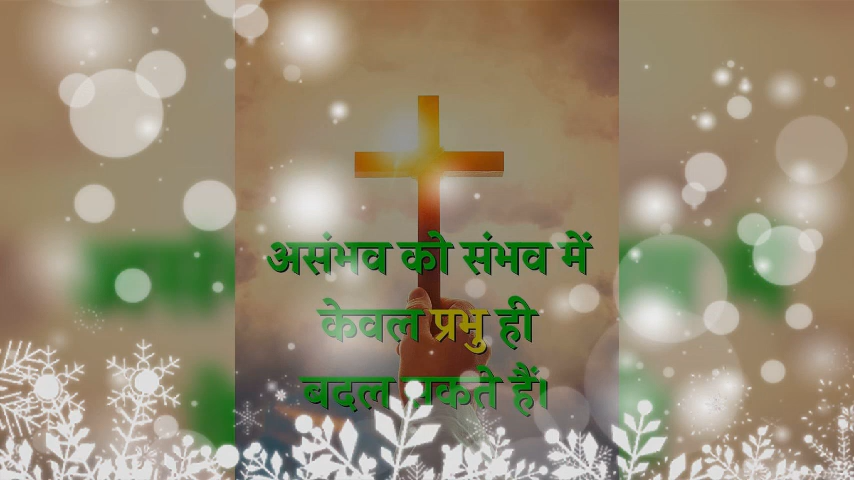 असंभव को संभव में
केवल प्रभु ही
बदल सकते हैं।